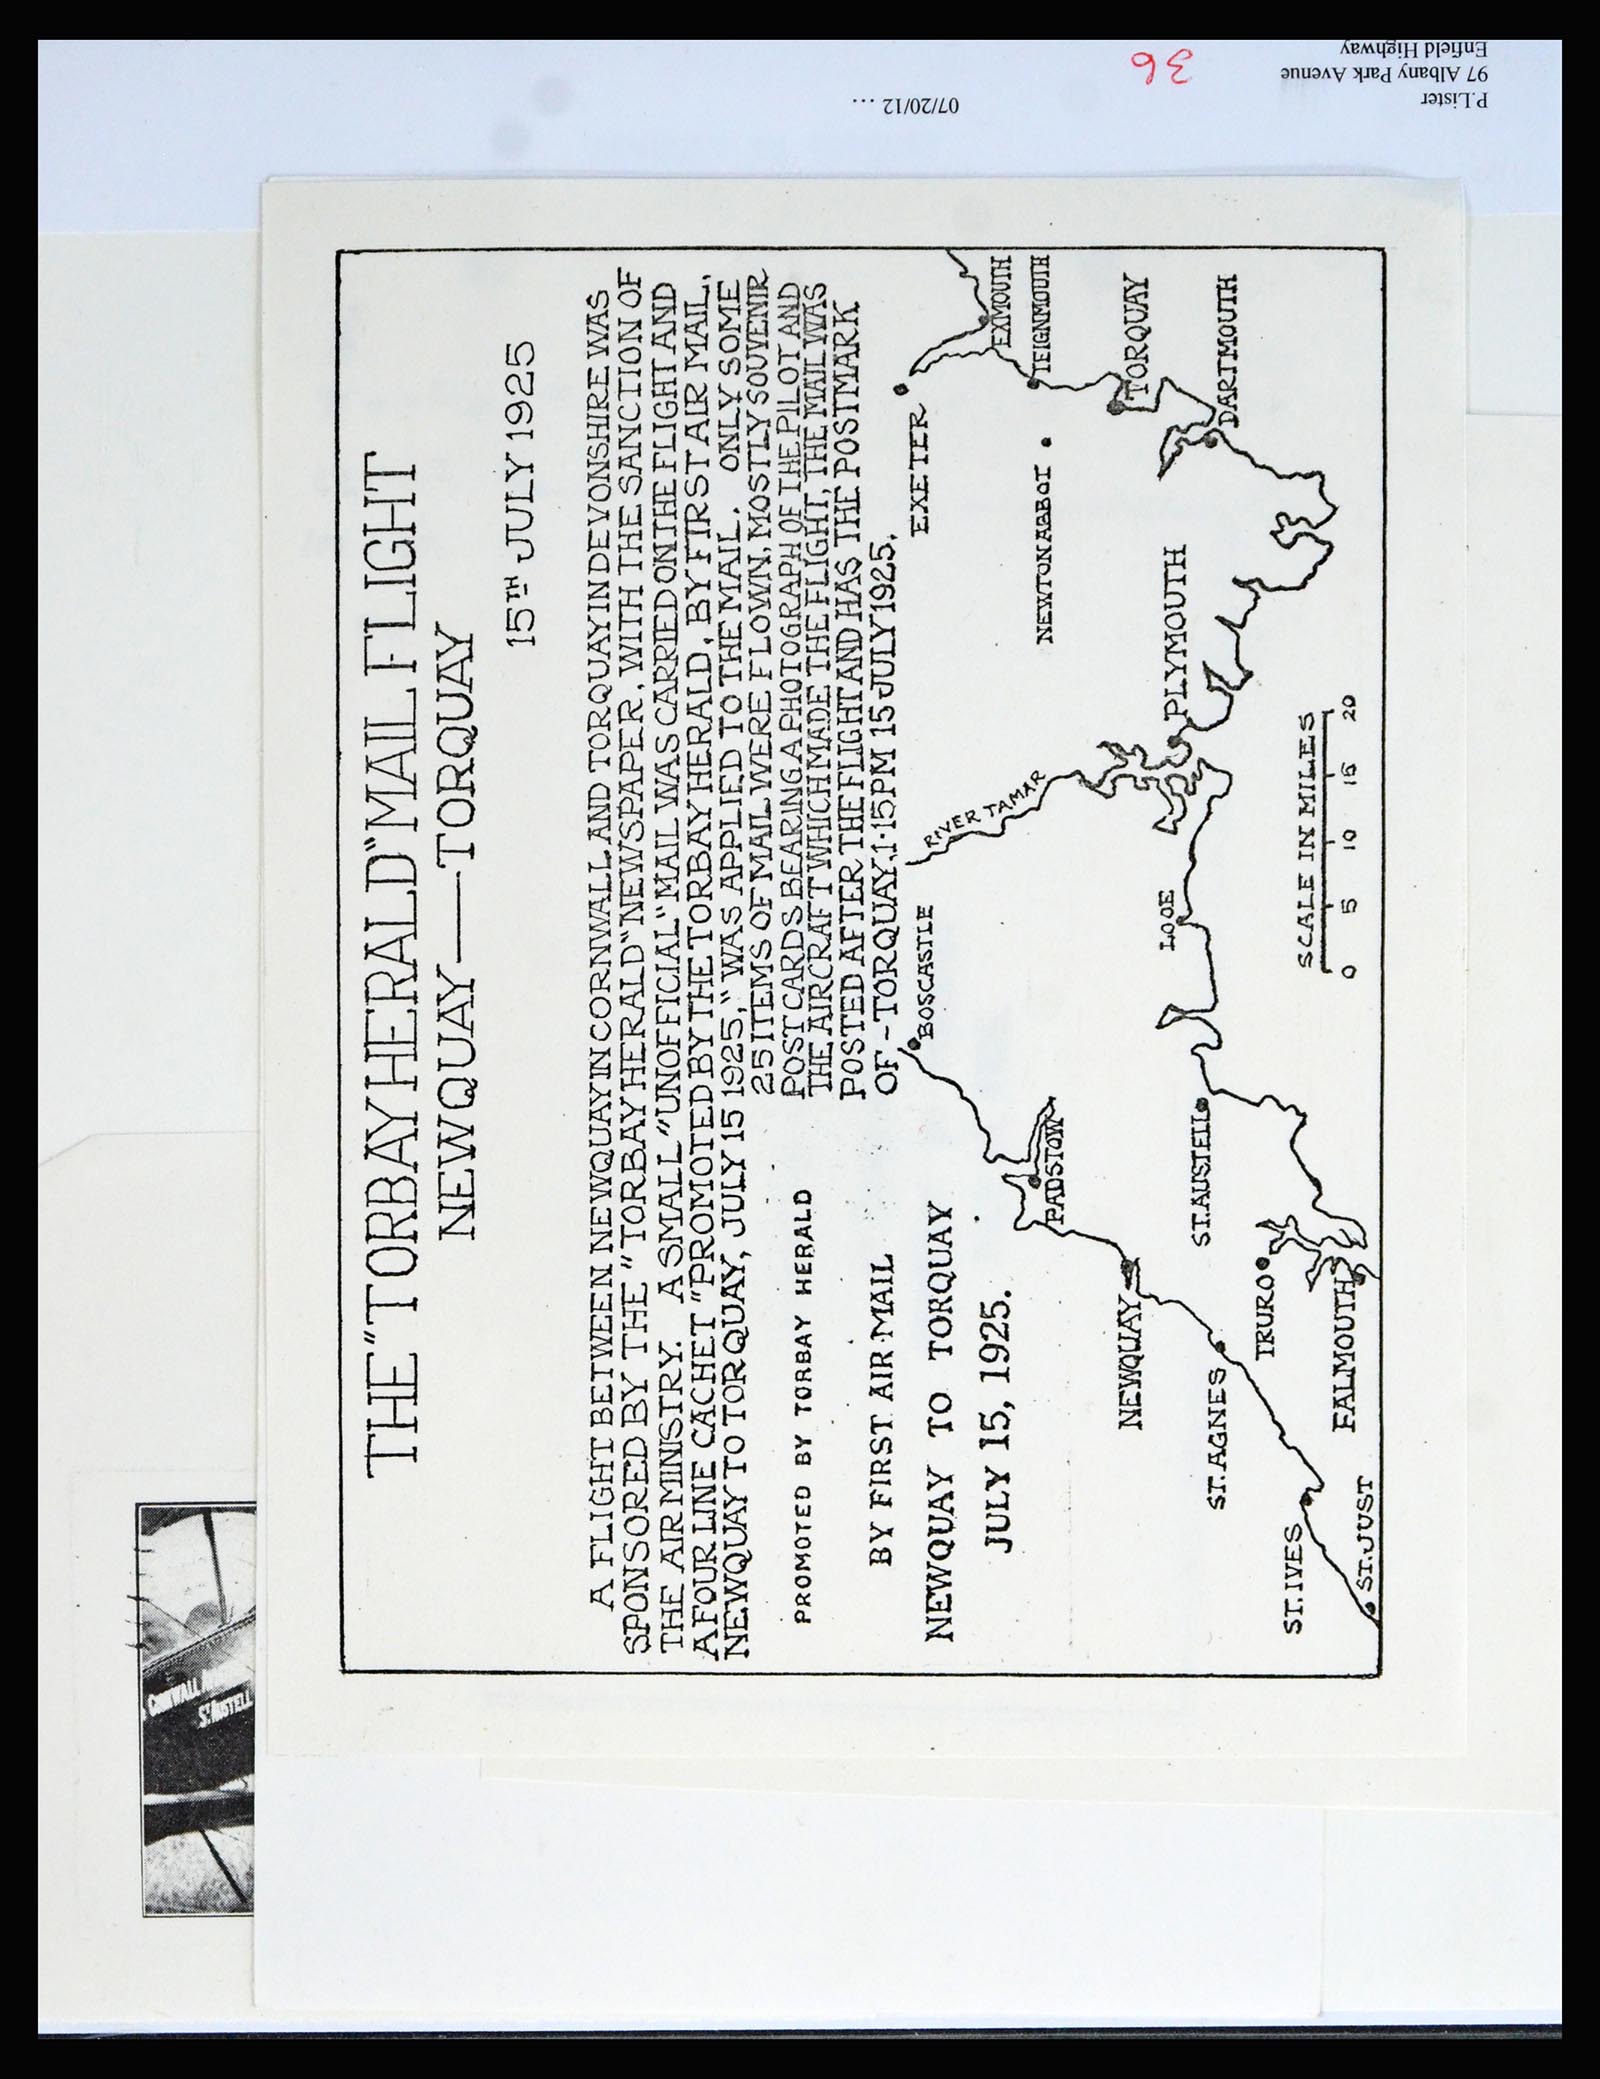 P.Lister
97 Albany Park Avenue
Enfield Highway
07/20/12 ...
36
THE "TORBAY HERALD" MAIL FLIGHT
NEWQUAY — TORQUAY
15TH JULY 1925
A FLIGHT BETWEEN NEWQUAY IN CORNWALL AND TORQUAY IN DEVONSHIRE WAS
SPONSORED BY THE "TORBAY HERALD" NEWSPAPER, WITH THE SANCTION OF
THE AIR MINISTRY. A SMALL "UNOFFICIAL" MAIL WAS CARRIED ON THE FLIGHT AND
A FOUR LINE CACHET "PROMOTED BY THE TORBAY HERALD, BY FIRST AIR MAIL,
NEWQUAY TO TORQUAY, JULY 15 1925," WAS APPLIED TO THE MAIL. ONLY SOME
25 ITEMS OF MAIL WERE FLOWN, MOSTLY SOUVENIR
POST CARDS BEARING A PHOTOGRAPH OF THE PILOT AND
THE AIRCRAFT WHICH MADE THE FLIGHT, THE MAIL WAS
POSTED AFTER THE FLIGHT AND HAS THE POSTMARK
OF - TORQUAY, 1·15PM 15 JULY 1925.
PROMOTED BY TORBAY HERALD
BY FIRST AIR MAIL
NEWQUAY TO TORQUAY
JULY 15, 1925.
EXETER
EXMOUTH
TEIGNMOUTH
NEWTON ABBOT
TORQUAY
DARTMOUTH
PLYMOUTH
RIVER TAMAR
BOSCASTLE
LOOE
PADSTOW
ST. AUSTELL
NEWQUAY
TRURO
FALMOUTH
ST. AGNES
ST. IVES
ST. JUST
SCALE IN MILES
0 5 10 15 20
CORNWALL
ST. AUSTELL